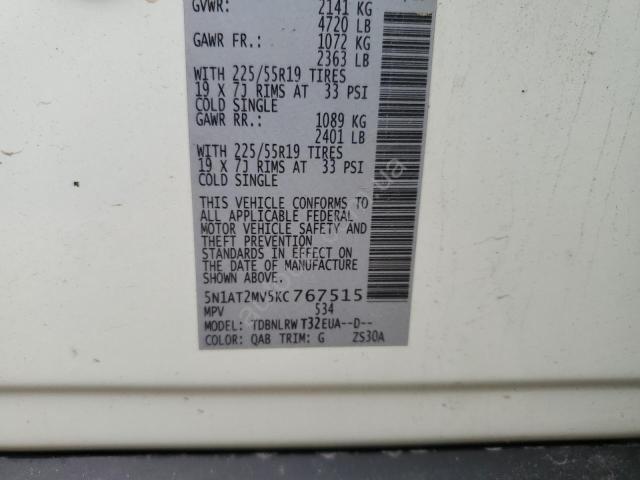 GVWR: 2141 KG
4720 LB
GAWR FR.: 1072 KG
2363 LB
WITH 225/55R19 TIRES
19 X 7J RIMS AT 33 PSI
COLD SINGLE
GAWR RR.: 1089 KG
2401 LB
WITH 225/55R19 TIRES
19 X 7J RIMS AT 33 PSI
COLD SINGLE
THIS VEHICLE CONFORMS TO
ALL APPLICABLE FEDERAL
MOTOR VEHICLE SAFETY AND
THEFT PREVENTION
STANDARDS IN EFFECT ON
THE DATE OF MANUFACTURE
SHOWN ABOVE.
5N1AT2MV5KC767515
MPV 534
MODEL: TDBNLRW T32EUA--D--
COLOR: QAB TRIM: G ZS30A